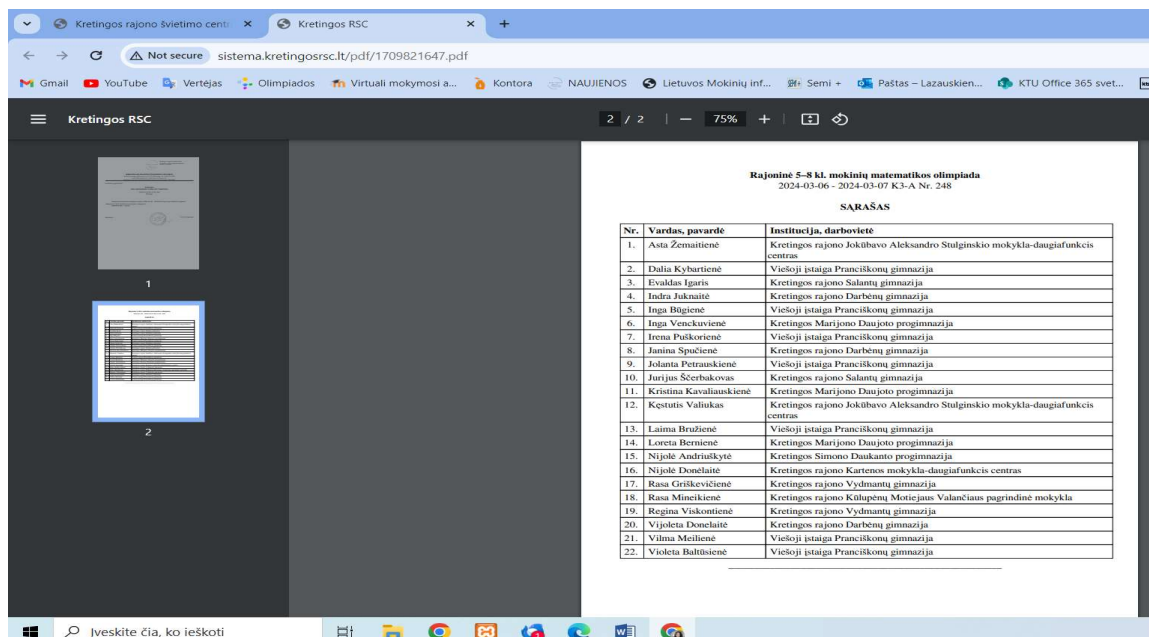 Kretingos rajono švietimo centr
Kretingos RSC
Not secure sistema.kretingosrsc.lt/pdf/1709821647.pdf
Gmail YouTube Vertėjas Olimpiados Virtuali mokymosi a... Kontora NAUJIENOS Lietuvos Mokinių inf... Semi + Paštas – Lazauskien... KTU Office 365 svet...
Kretingos RSC 2 / 2 75%
1
2
Rajoninė 5–8 kl. mokinių matematikos olimpiada
2024-03-06 - 2024-03-07 K3-A Nr. 248
SĄRAŠAS
Nr. Vardas, pavardė Institucija, darbovietė
1. Asta Žemaitienė Kretingos rajono Jokūbavo Aleksandro Stulginskio mokykla-daugiafunkcis
centras
2. Dalia Kybartienė Viešoji įstaiga Pranciškonų gimnazija
3. Evaldas Igaris Kretingos rajono Salantų gimnazija
4. Indra Juknaitė Kretingos rajono Darbėnų gimnazija
5. Inga Būgienė Viešoji įstaiga Pranciškonų gimnazija
6. Inga Venckuvienė Kretingos Marijono Daujoto progimnazija
7. Irena Puškorienė Viešoji įstaiga Pranciškonų gimnazija
8. Janina Spučienė Kretingos rajono Darbėnų gimnazija
9. Jolanta Petrauskienė Viešoji įstaiga Pranciškonų gimnazija
10. Jurijus Ščerbakovas Kretingos rajono Salantų gimnazija
11. Kristina Kavaliauskienė Kretingos Marijono Daujoto progimnazija
12. Kęstutis Valiukas Kretingos rajono Jokūbavo Aleksandro Stulginskio mokykla-daugiafunkcis
centras
13. Laima Bružienė Viešoji įstaiga Pranciškonų gimnazija
14. Loreta Bernienė Kretingos Marijono Daujoto progimnazija
15. Nijolė Andriuškytė Kretingos Simono Daukanto progimnazija
16. Nijolė Donėlaitė Kretingos rajono Kartenos mokykla-daugiafunkcis centras
17. Rasa Griškevičienė Kretingos rajono Vydmantų gimnazija
18. Rasa Mineikienė Kretingos rajono Kūlupėnų Motiejaus Valančiaus pagrindinė mokykla
19. Regina Viskontienė Kretingos rajono Vydmantų gimnazija
20. Vijoleta Donelaitė Kretingos rajono Darbėnų gimnazija
21. Vilma Meilienė Viešoji įstaiga Pranciškonų gimnazija
22. Violeta Baltūsienė Viešoji įstaiga Pranciškonų gimnazija
Įveskite čia, ko ieškoti